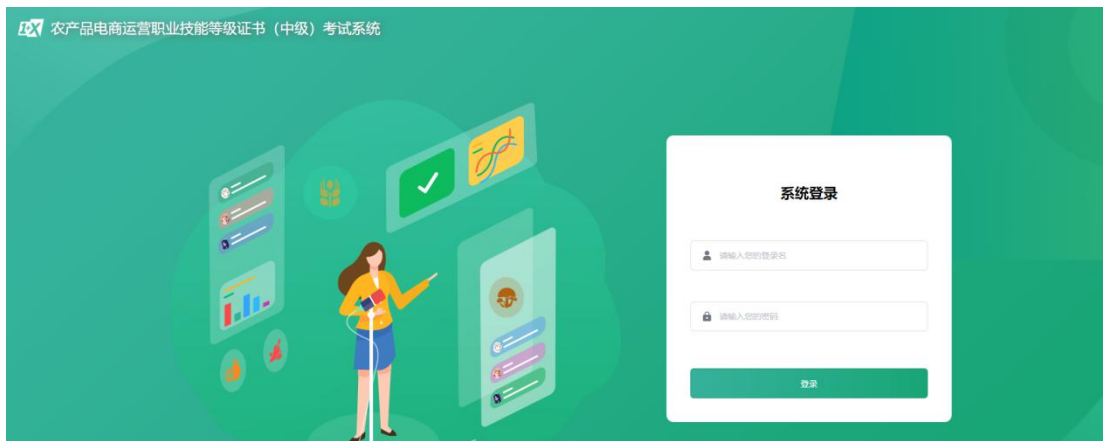 1+X 农产品电商运营职业技能等级证书（中级）考试系统
系统登录
请输入您的登录名
请输入您的密码
登录